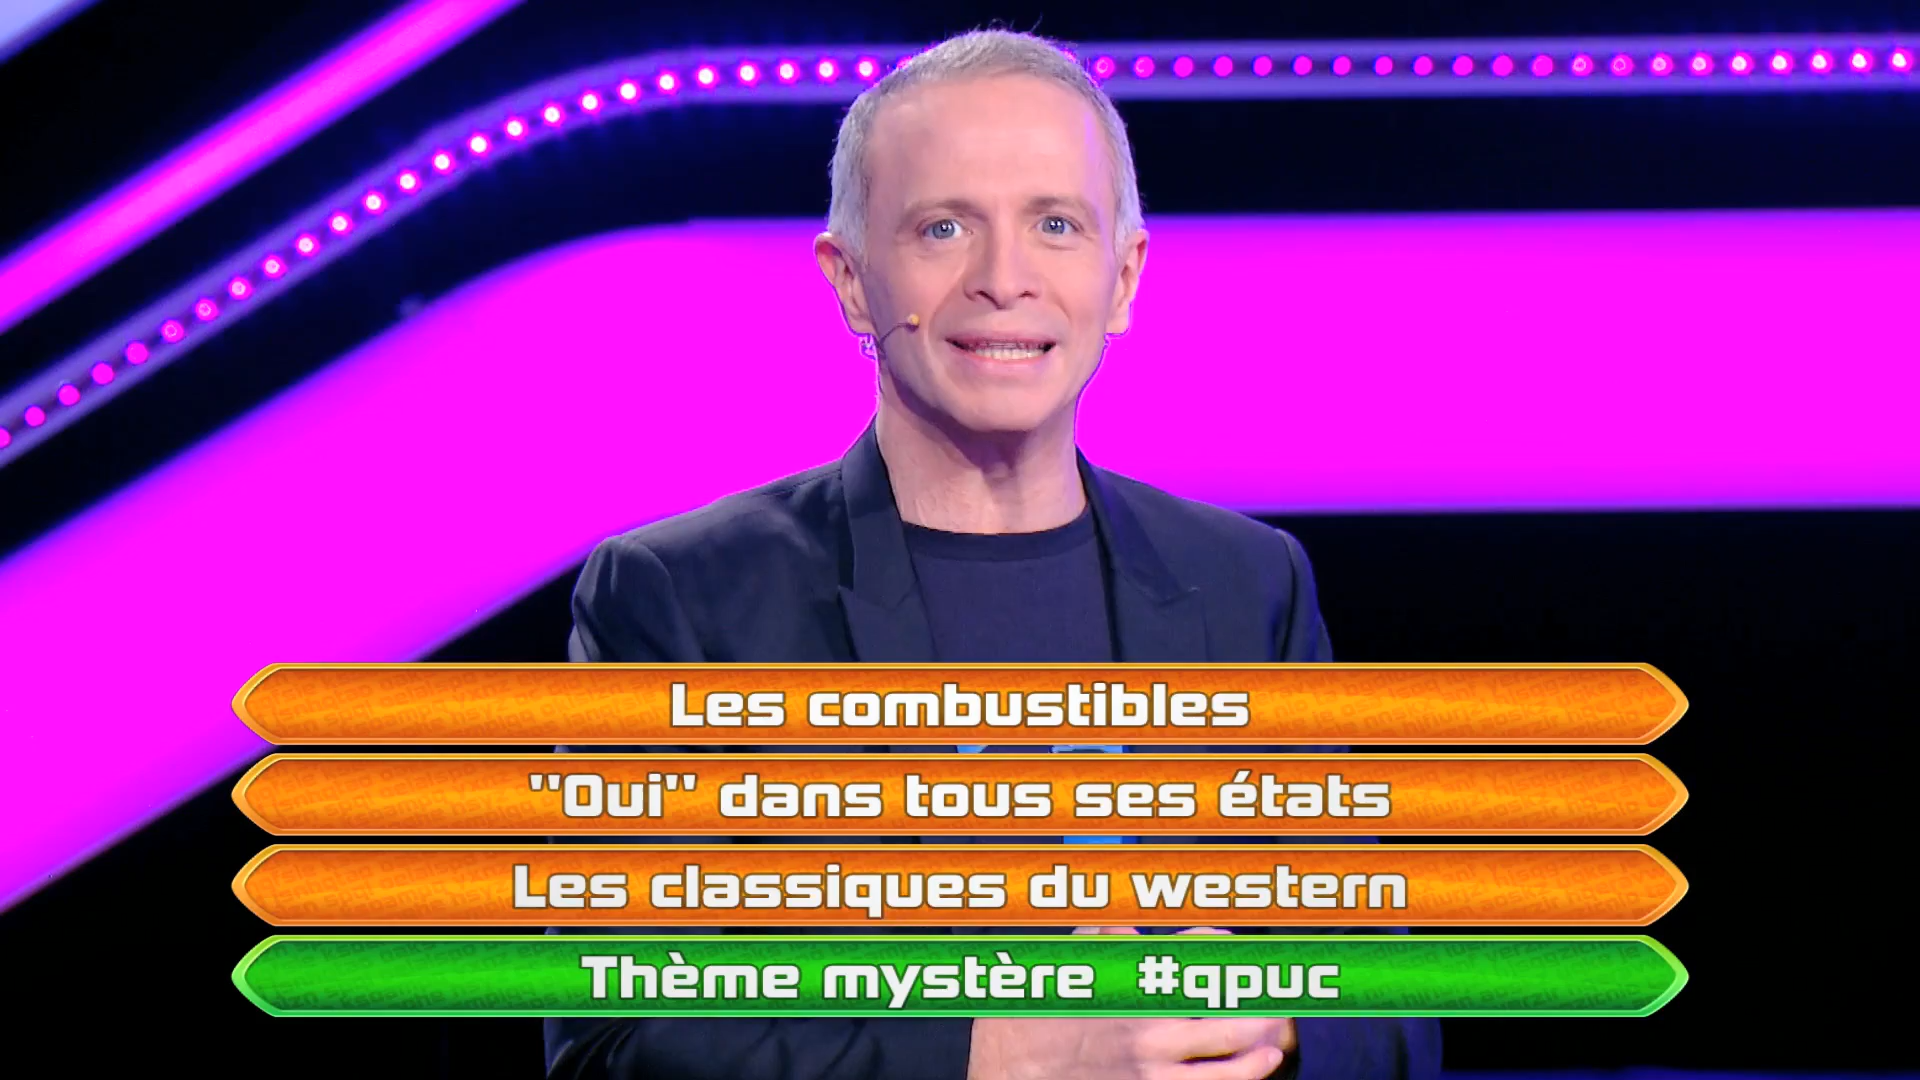 Les combustibles
"Oui" dans tous ses états
Les classiques du western
Thème mystère #qpuc